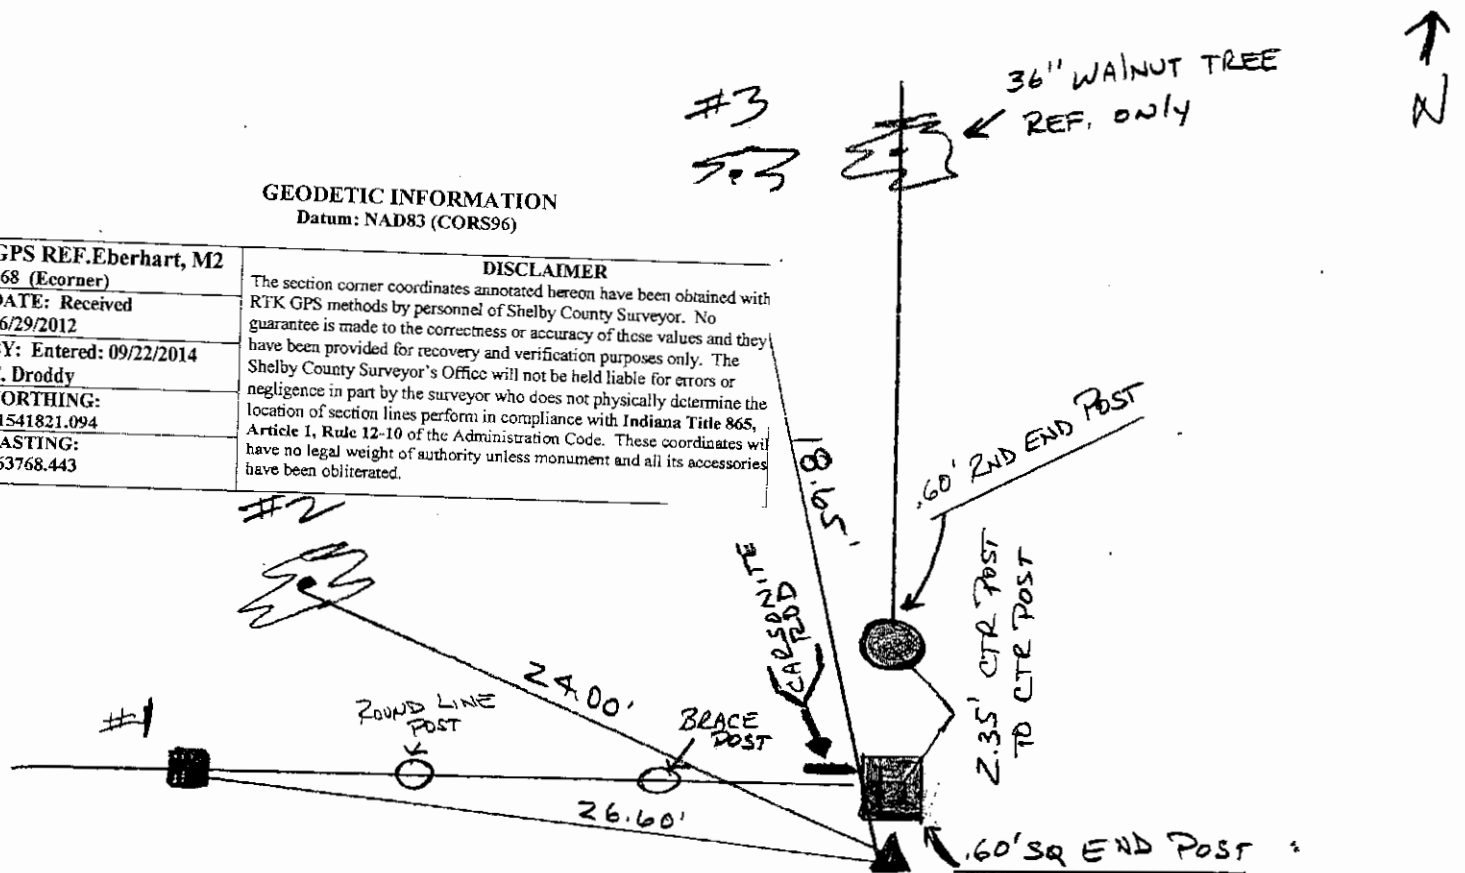 36" WALNUT TREE
REF. ONLY
N
#3
GEODETIC INFORMATION
Datum: NAD83 (CORS96)
GPS REF.Eberhart, M2
68 (Ecorner)
DATE: Received
6/29/2012
Y: Entered: 09/22/2014
. Droddy
ORTHING:
1541821.094
ASTING:
63768.443
DISCLAIMER
The section corner coordinates annotated hereon have been obtained with
RTK GPS methods by personnel of Shelby County Surveyor. No
guarantee is made to the correctness or accuracy of these values and they
have been provided for recovery and verification purposes only. The
Shelby County Surveyor's Office will not be held liable for errors or
negligence in part by the surveyor who does not physically determine the
location of section lines perform in compliance with Indiana Title 865,
Article 1, Rule 12-10 of the Administration Code. These coordinates wil
have no legal weight of authority unless monument and all its accessories
have been obliterated.
#2
.60' RND END POST
CARSONITE
ROD
2.35' CTR POST
TO CTR POST
24.00'
#1
ROUND LINE
POST
BRACE
POST
26.60'
.60' SQ END POST